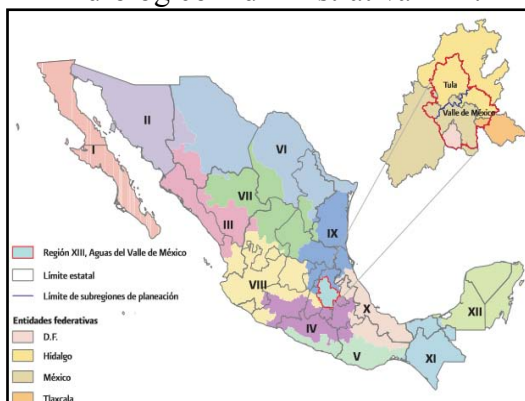 I
II
III
VI
VII
IX
VIII
IV
X
V
XII
XI
Tula
Valle de México
Región XIII, Aguas del Valle de México
Límite estatal
Límite de subregiones de planeación
Entidades federativas
D.F.
Hidalgo
México
Tlaxcala